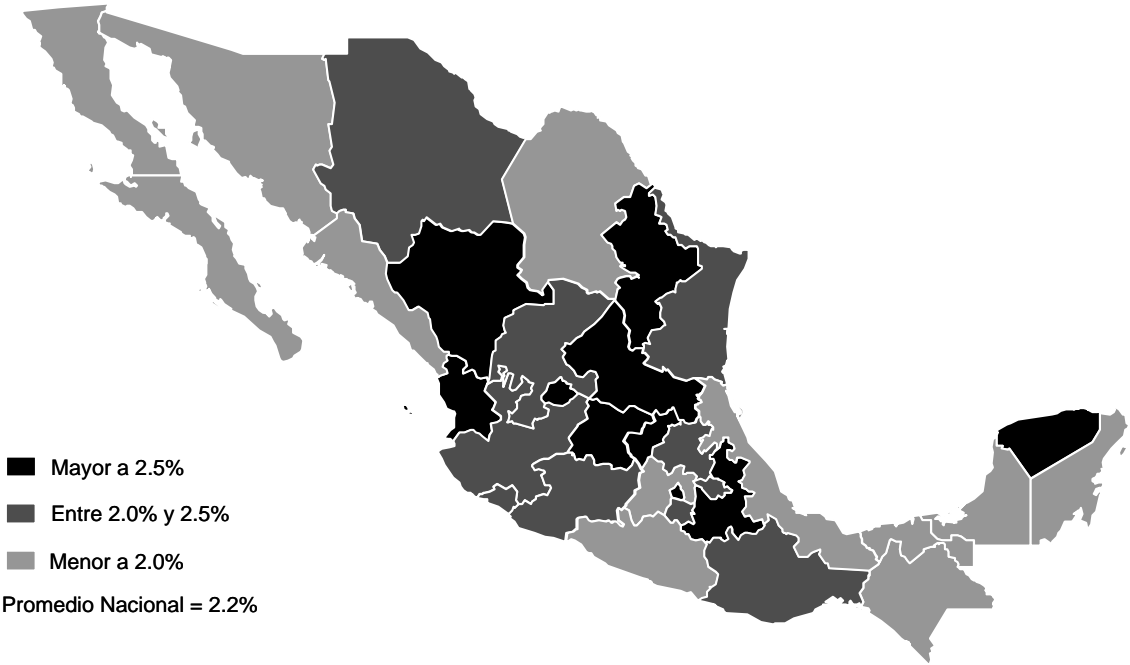 Mayor a 2.5%
Entre 2.0% y 2.5%
Menor a 2.0%
Promedio Nacional = 2.2%